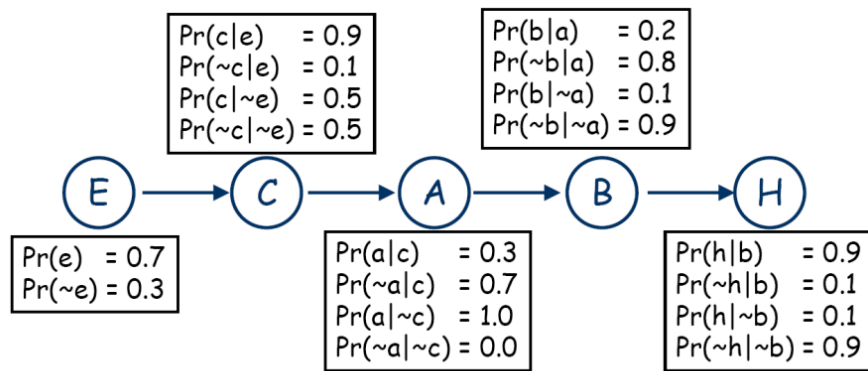 Pr(c|e) = 0.9
Pr(~c|e) = 0.1
Pr(c|~e) = 0.5
Pr(~c|~e) = 0.5
Pr(b|a) = 0.2
Pr(~b|a) = 0.8
Pr(b|~a) = 0.1
Pr(~b|~a) = 0.9
E C A B H
Pr(e) = 0.7
Pr(~e) = 0.3
Pr(a|c) = 0.3
Pr(~a|c) = 0.7
Pr(a|~c) = 1.0
Pr(~a|~c) = 0.0
Pr(h|b) = 0.9
Pr(~h|b) = 0.1
Pr(h|~b) = 0.1
Pr(~h|~b) = 0.9